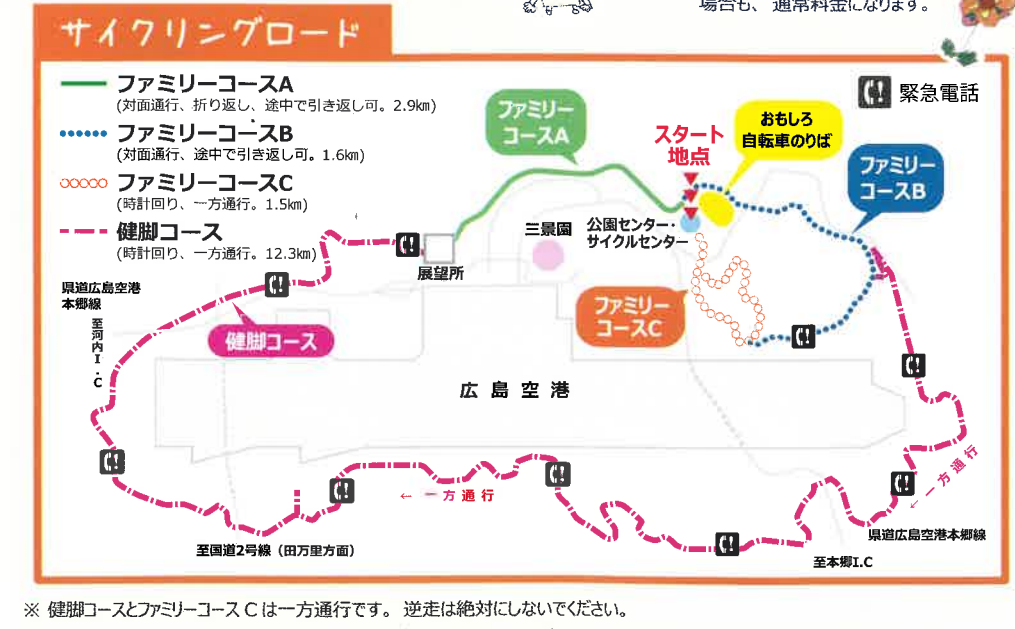 場合も、通常料金になります。
サイクリングロード
ファミリーコースA
(対面通行、折り返し、途中で引き返し可。2.9km)
ファミリーコースB
(対面通行、途中で引き返し可。1.6km)
ファミリーコースC
(時計回り、一方通行。1.5km)
健脚コース
(時計回り、一方通行。12.3km)
緊急電話
ファミリー
コースA
スタート
地点
おもしろ
自転車のりば
ファミリー
コースB
三景園
公園センター・
サイクルセンター
展望所
県道広島空港
本郷線
至河内I.C
健脚コース
ファミリー
コースC
広島空港
← 一方通行
← 一方通行
県道広島空港本郷線
至国道2号線（田万里方面）
至本郷I.C
※ 健脚コースとファミリーコース C は一方通行です。 逆走は絶対にしないでください。